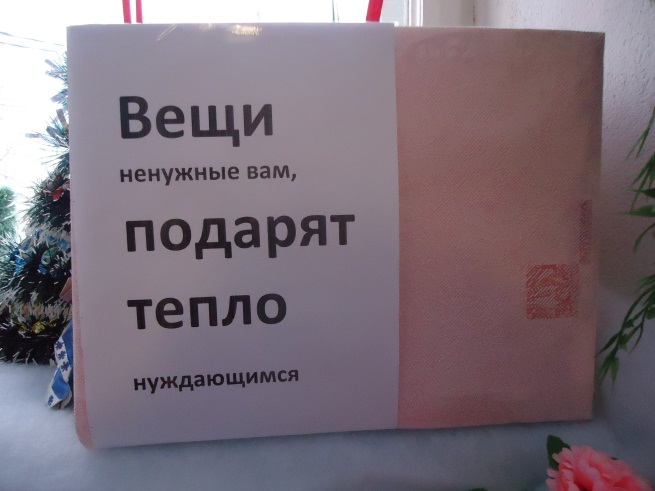 Вещи
ненужные вам,
подарят
тепло
нуждающимся